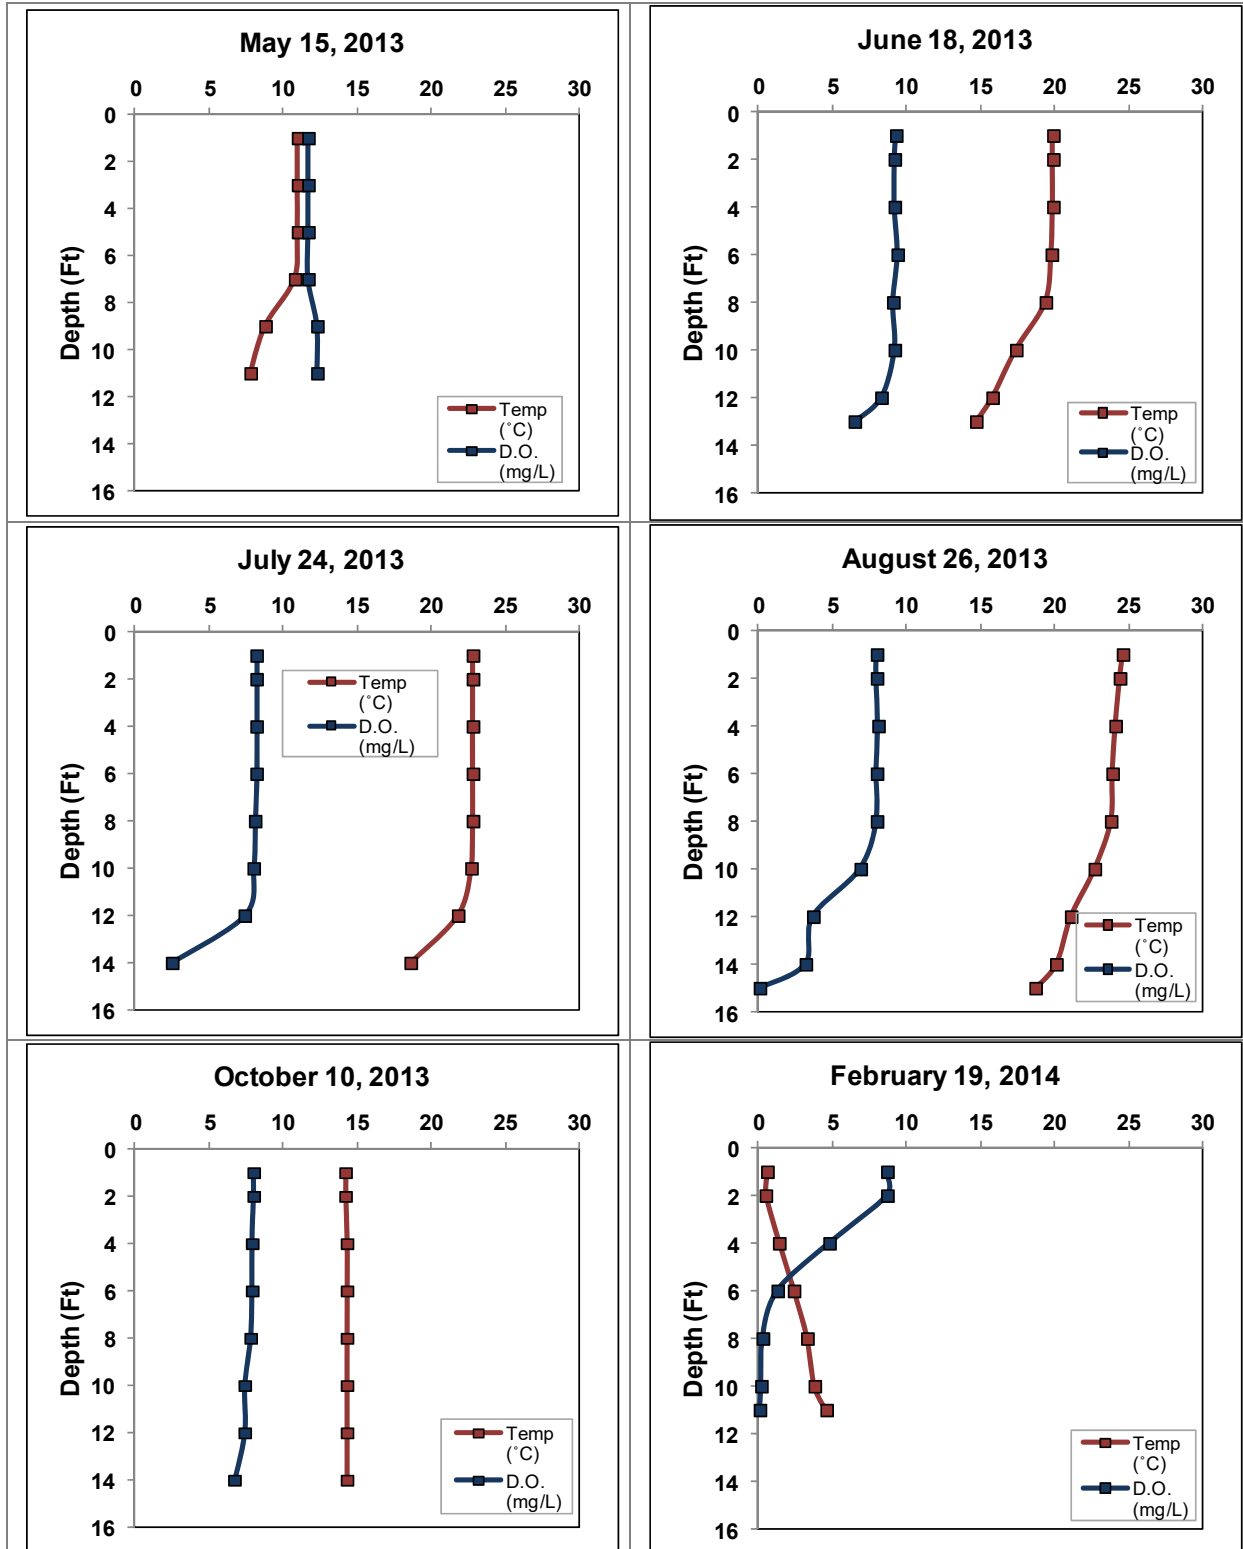 May 15, 2013
0 5 10 15 20 25 30
0
2
4
6
8
10
12
14
16
Depth (Ft)
Temp
(˚C)
D.O.
(mg/L)
June 18, 2013
0 5 10 15 20 25 30
0
2
4
6
8
10
12
14
16
Depth (Ft)
Temp
(˚C)
D.O.
(mg/L)
July 24, 2013
0 5 10 15 20 25 30
0
2
4
6
8
10
12
14
16
Depth (Ft)
Temp
(˚C)
D.O.
(mg/L)
August 26, 2013
0 5 10 15 20 25 30
0
2
4
6
8
10
12
14
16
Depth (Ft)
Temp
(˚C)
D.O.
(mg/L)
October 10, 2013
0 5 10 15 20 25 30
0
2
4
6
8
10
12
14
16
Depth (Ft)
Temp
(˚C)
D.O.
(mg/L)
February 19, 2014
0 5 10 15 20 25 30
0
2
4
6
8
10
12
14
16
Depth (Ft)
Temp
(˚C)
D.O.
(mg/L)